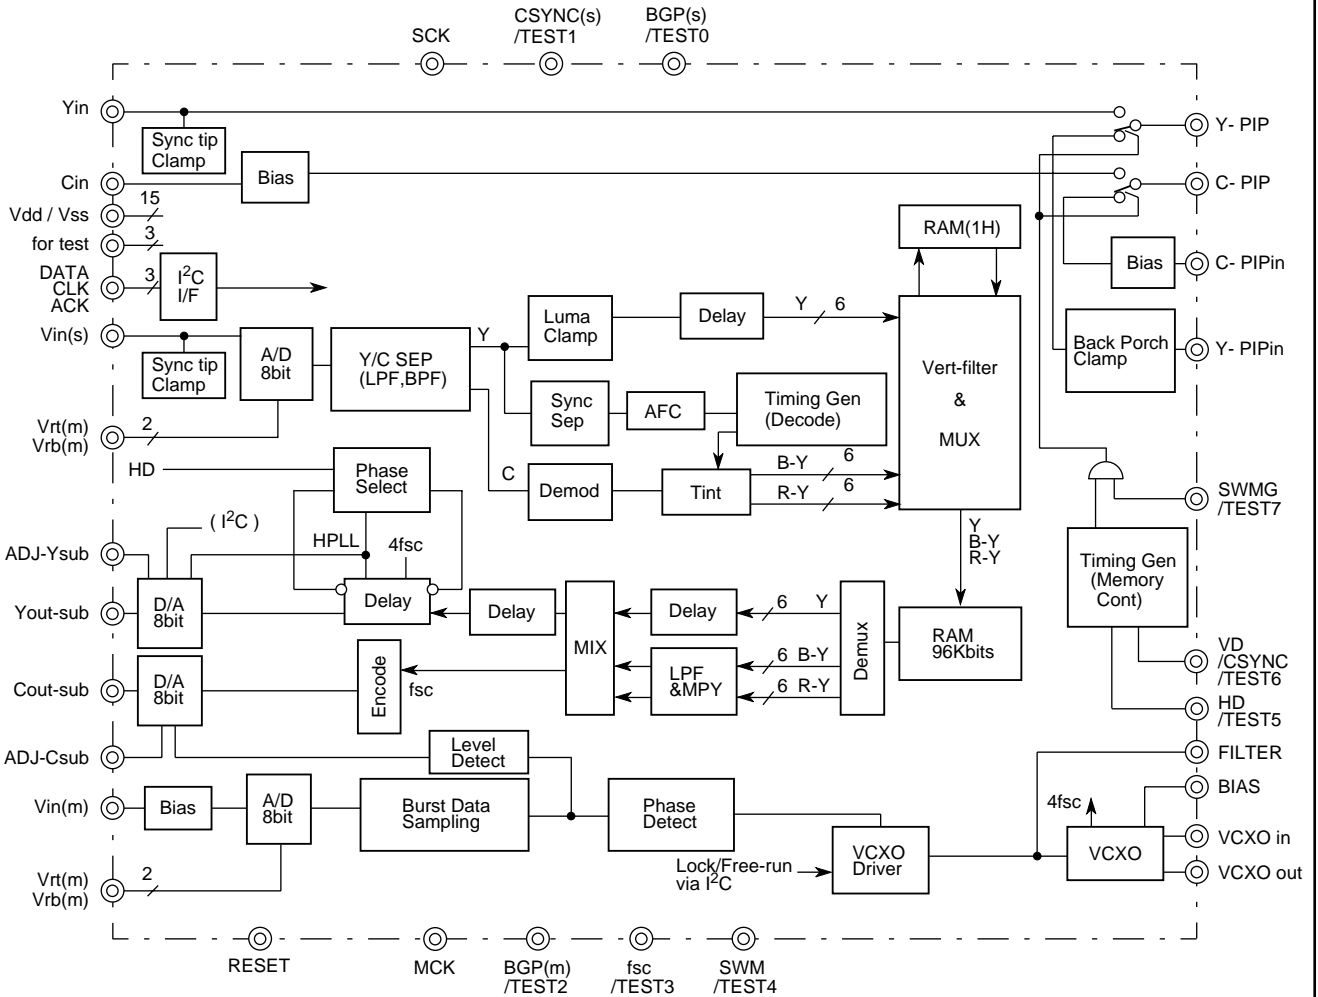 SCK
CSYNC(s)
/TEST1
BGP(s)
/TEST0
Yin
Sync tip
Clamp
Y- PIP
Cin
Bias
C- PIP
Vdd / Vss
15
for test
3
DATA
CLK
ACK
3
I2C
I/F
RAM(1H)
Bias
C- PIPin
Vin(s)
Sync tip
Clamp
A/D
8bit
Y/C SEP
(LPF,BPF)
Y
Luma
Clamp
Delay
Y
6
Vert-filter
&
MUX
Back Porch
Clamp
Y- PIPin
Sync
Sep
AFC
Timing Gen
(Decode)
Vrt(m)
Vrb(m)
2
HD
Phase
Select
C
Demod
Tint
B-Y
6
R-Y
6
SWMG
/TEST7
( I2C )
HPLL
4fsc
Y
B-Y
R-Y
Timing Gen
(Memory
Cont)
ADJ-Ysub
Yout-sub
D/A
8bit
Delay
Delay
MIX
Delay
6
Y
Demux
RAM
96Kbits
Cout-sub
D/A
8bit
Encode
fsc
LPF
&MPY
6
B-Y
6
R-Y
VD
/CSYNC
/TEST6
HD
/TEST5
ADJ-Csub
Level
Detect
FILTER
Vin(m)
Bias
A/D
8bit
Burst Data
Sampling
Phase
Detect
BIAS
4fsc
VCXO
VCXO in
VCXO out
Lock/Free-run
via I2C
VCXO
Driver
Vrt(m)
Vrb(m)
2
RESET
MCK
BGP(m)
/TEST2
fsc
/TEST3
SWM
/TEST4